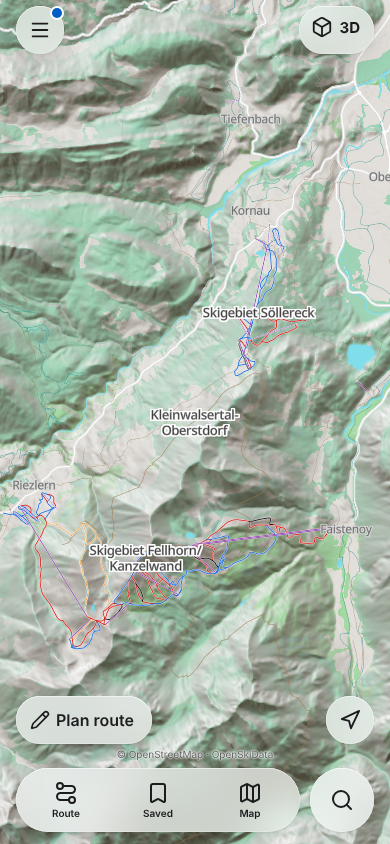 3D
Tiefenbach
Obe
Kornau
Skigebiet Söllereck
Kleinwalsertal-
Oberstdorf
Riezlern
Faistenoy
Skigebiet Fellhorn/
Kanzelwand
Plan route
© OpenStreetMap · OpenSkiData
Route
Saved
Map